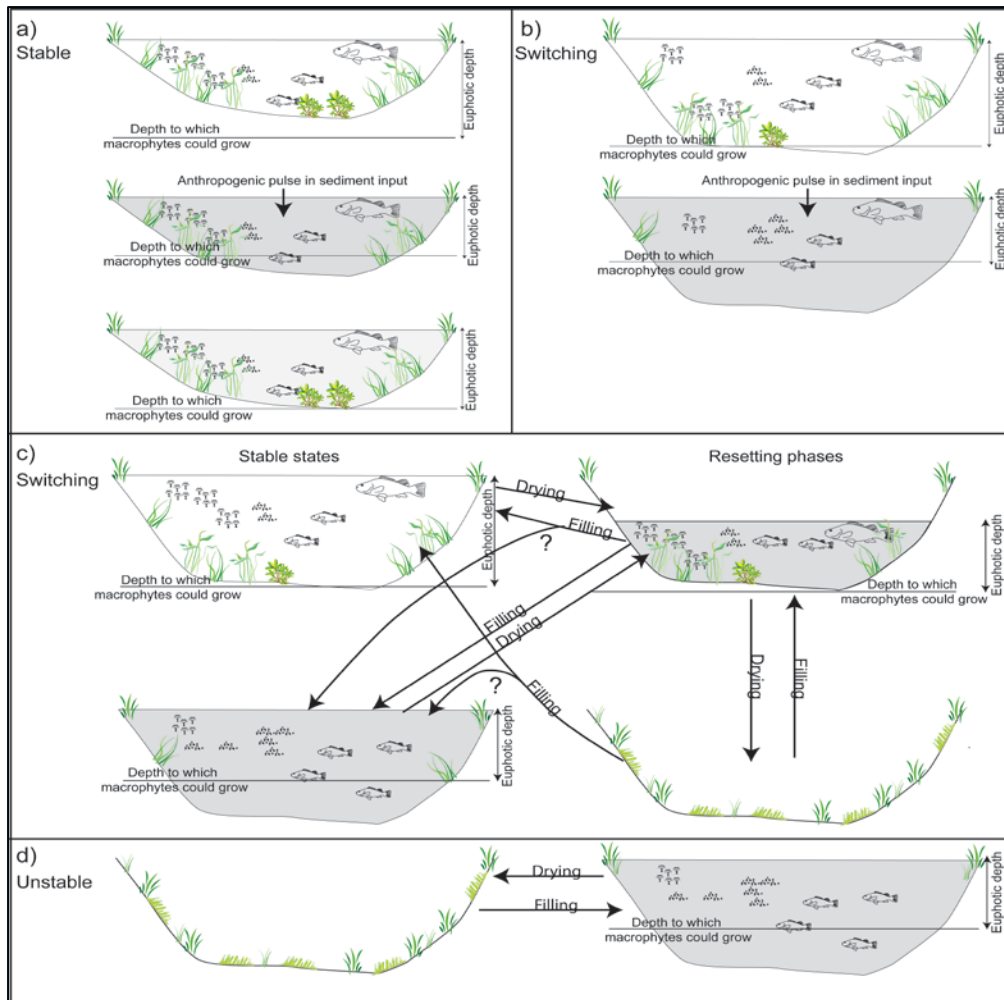 a)
Stable
Euphotic depth
Depth to which
macrophytes could grow
Anthropogenic pulse in sediment input
Depth to which
macrophytes could grow
Euphotic depth
Depth to which
macrophytes could grow
Euphotic depth
b)
Switching
Euphotic depth
Depth to which
macrophytes could grow
Anthropogenic pulse in sediment input
Depth to which
macrophytes could grow
Euphotic depth
c)
Switching
Stable states
Resetting phases
Euphotic depth
Depth to which
macrophytes could grow
Drying
Filling
?
Euphotic depth
Depth to which
macrophytes could grow
Filling
Drying
?
Filling
Drying
Filling
Euphotic depth
Depth to which
macrophytes could grow
d)
Unstable
Drying
Filling
Depth to which
macrophytes could grow
Euphotic depth